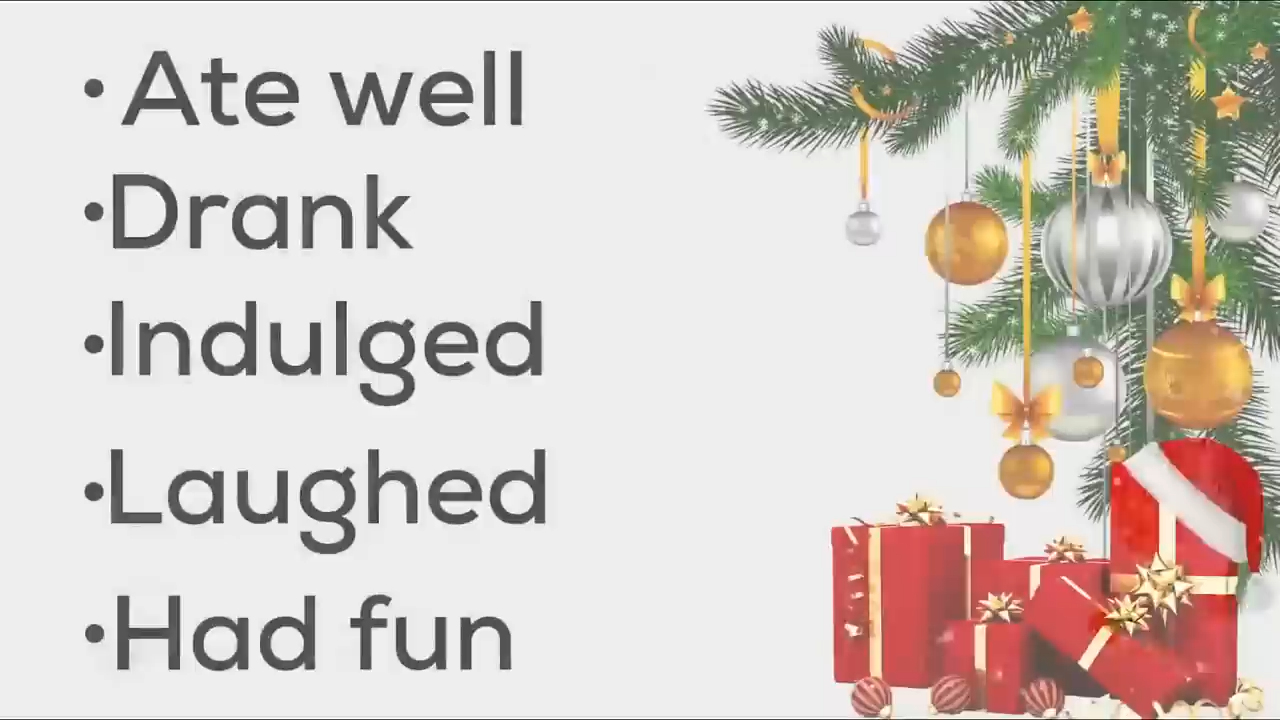 • Ate well
•Drank
•Indulged
•Laughed
•Had fun